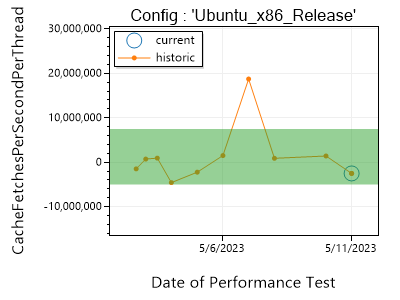 Config : 'Ubuntu_x86_Release'
CacheFetchesPerSecondPerThread
30,000,000
20,000,000
10,000,000
0
-10,000,000
current
historic
5/6/2023
5/11/2023
Date of Performance Test